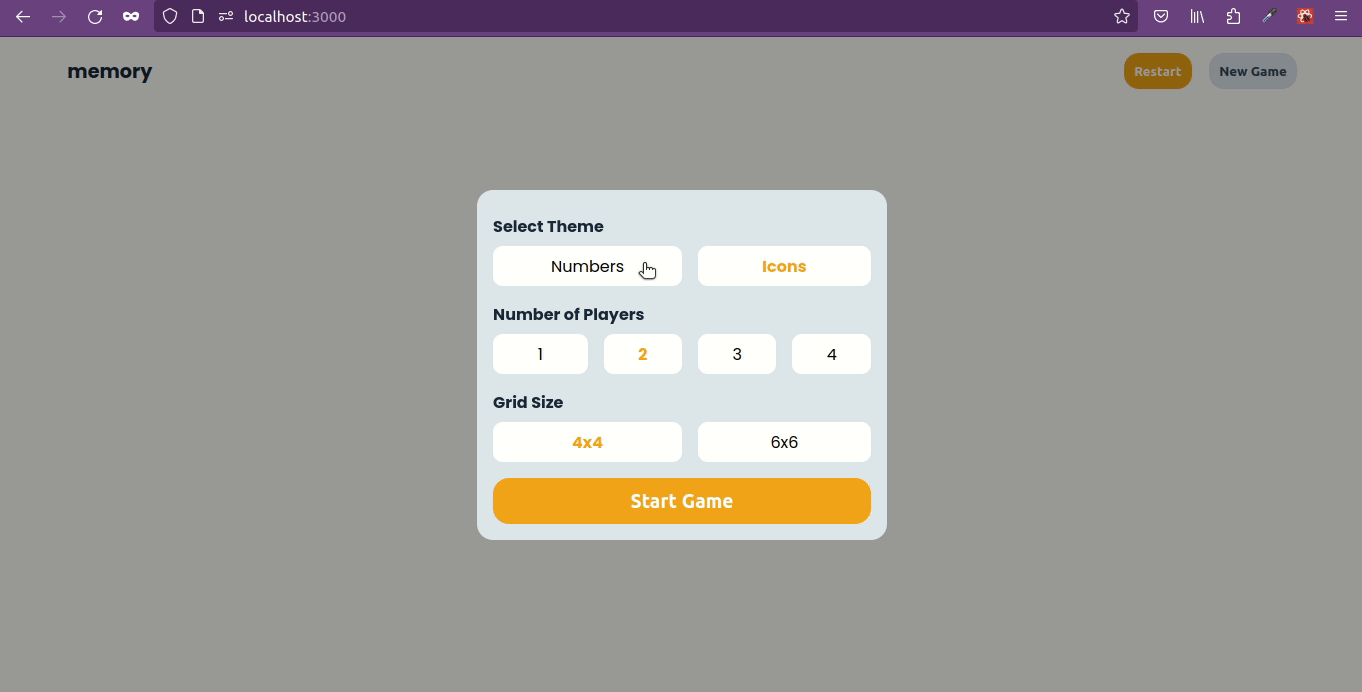 localhost:3000
memory
Restart
New Game
Select Theme
Numbers
Icons
Number of Players
1
2
3
4
Grid Size
4x4
6x6
Start Game